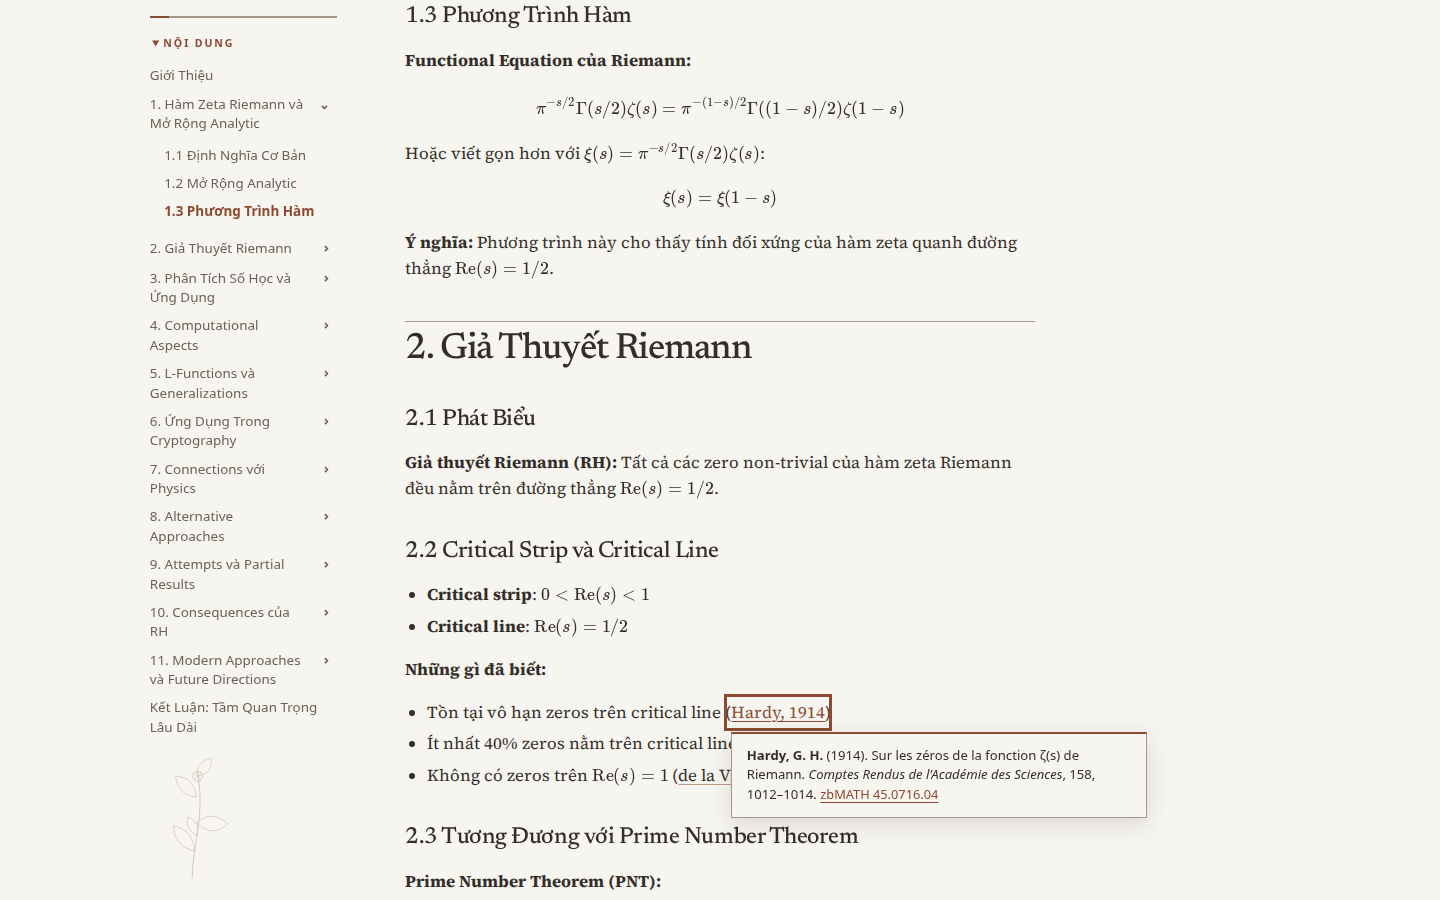 ▼ NỘI DUNG
Giới Thiệu
1. Hàm Zeta Riemann và
Mở Rộng Analytic
1.1 Định Nghĩa Cơ Bản
1.2 Mở Rộng Analytic
1.3 Phương Trình Hàm
2. Giả Thuyết Riemann
3. Phân Tích Số Học và
Ứng Dụng
4. Computational
Aspects
5. L-Functions và
Generalizations
6. Ứng Dụng Trong
Cryptography
7. Connections với
Physics
8. Alternative
Approaches
9. Attempts và Partial
Results
10. Consequences của
RH
11. Modern Approaches
và Future Directions
Kết Luận: Tầm Quan Trọng
Lâu Dài
1.3 Phương Trình Hàm
Functional Equation của Riemann:
π^{−s/2}Γ(s/2)ζ(s) = π^{−(1−s)/2}Γ((1 − s)/2)ζ(1 − s)
Hoặc viết gọn hơn với ξ(s) = π^{−s/2}Γ(s/2)ζ(s):
ξ(s) = ξ(1 − s)
Ý nghĩa: Phương trình này cho thấy tính đối xứng của hàm zeta quanh đường
thẳng Re(s) = 1/2.
2. Giả Thuyết Riemann
2.1 Phát Biểu
Giả thuyết Riemann (RH): Tất cả các zero non-trivial của hàm zeta Riemann
đều nằm trên đường thẳng Re(s) = 1/2.
2.2 Critical Strip và Critical Line
• Critical strip: 0 < Re(s) < 1
• Critical line: Re(s) = 1/2
Những gì đã biết:
• Tồn tại vô hạn zeros trên critical line (Hardy, 1914)
• Ít nhất 40% zeros nằm trên critical line
• Không có zeros trên Re(s) = 1 (de la
Hardy, G. H. (1914). Sur les zéros de la fonction ζ(s) de
Riemann. Comptes Rendus de l'Académie des Sciences, 158,
1012–1014. zbMATH 45.0716.04
2.3 Tương Đương với Prime Number Theorem
Prime Number Theorem (PNT):